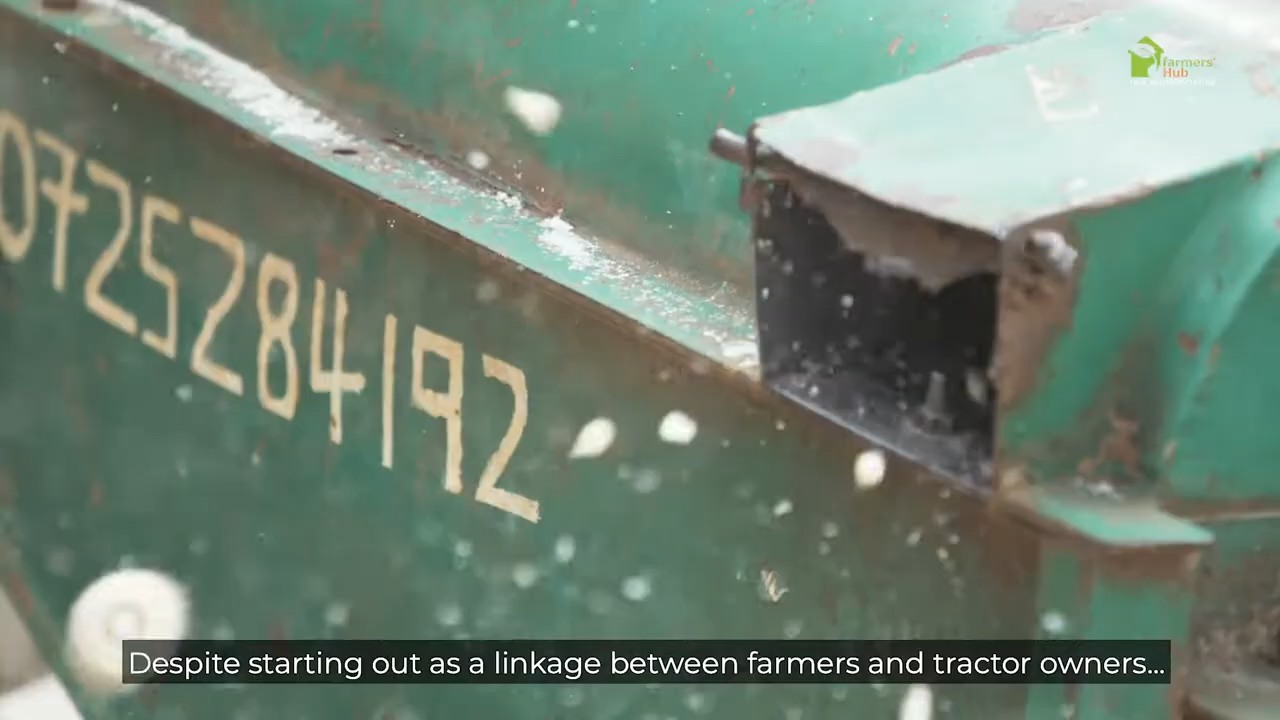 farmers'
Hub
0725284192
Despite starting out as a linkage between farmers and tractor owners...